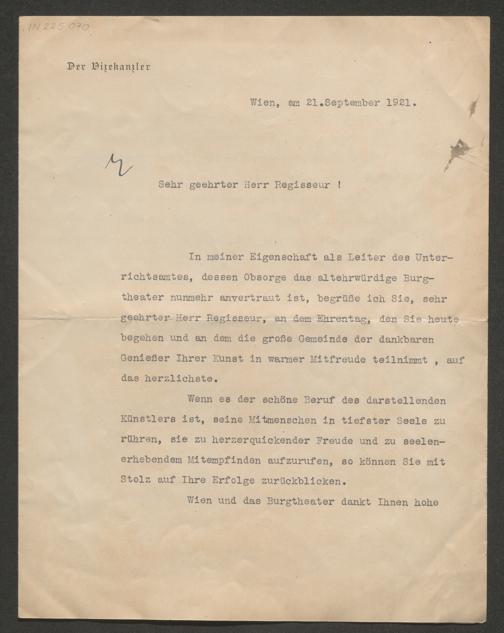 IN 225.070
Der Vizekanzler
Wien, am 21.September 1921.
Sehr geehrter Herr Regisseur !
In meiner Eigenschaft als Leiter des Unter-
richtsamtes, dessen Obsorge das altehrwürdige Burg-
theater nunmehr anvertraut ist, begrüße ich Sie, sehr
geehrter Herr Regisseur, an dem Ehrentag, den Sie heute
begehen und an dem die große Gemeinde der dankbaren
Genießer Ihrer Kunst in warmer Mitfreude teilnimmt , auf
das herzlichste.
Wenn es der schöne Beruf des darstellenden
Künstlers ist, seine Mitmenschen in tiefster Seele zu
rühren, sie zu herzerquickender Freude und zu seelen-
erhebendem Mitempfinden aufzurufen, so können Sie mit
Stolz auf Ihre Erfolge zurückblicken.
Wien und das Burgtheater dankt Ihnen hohe